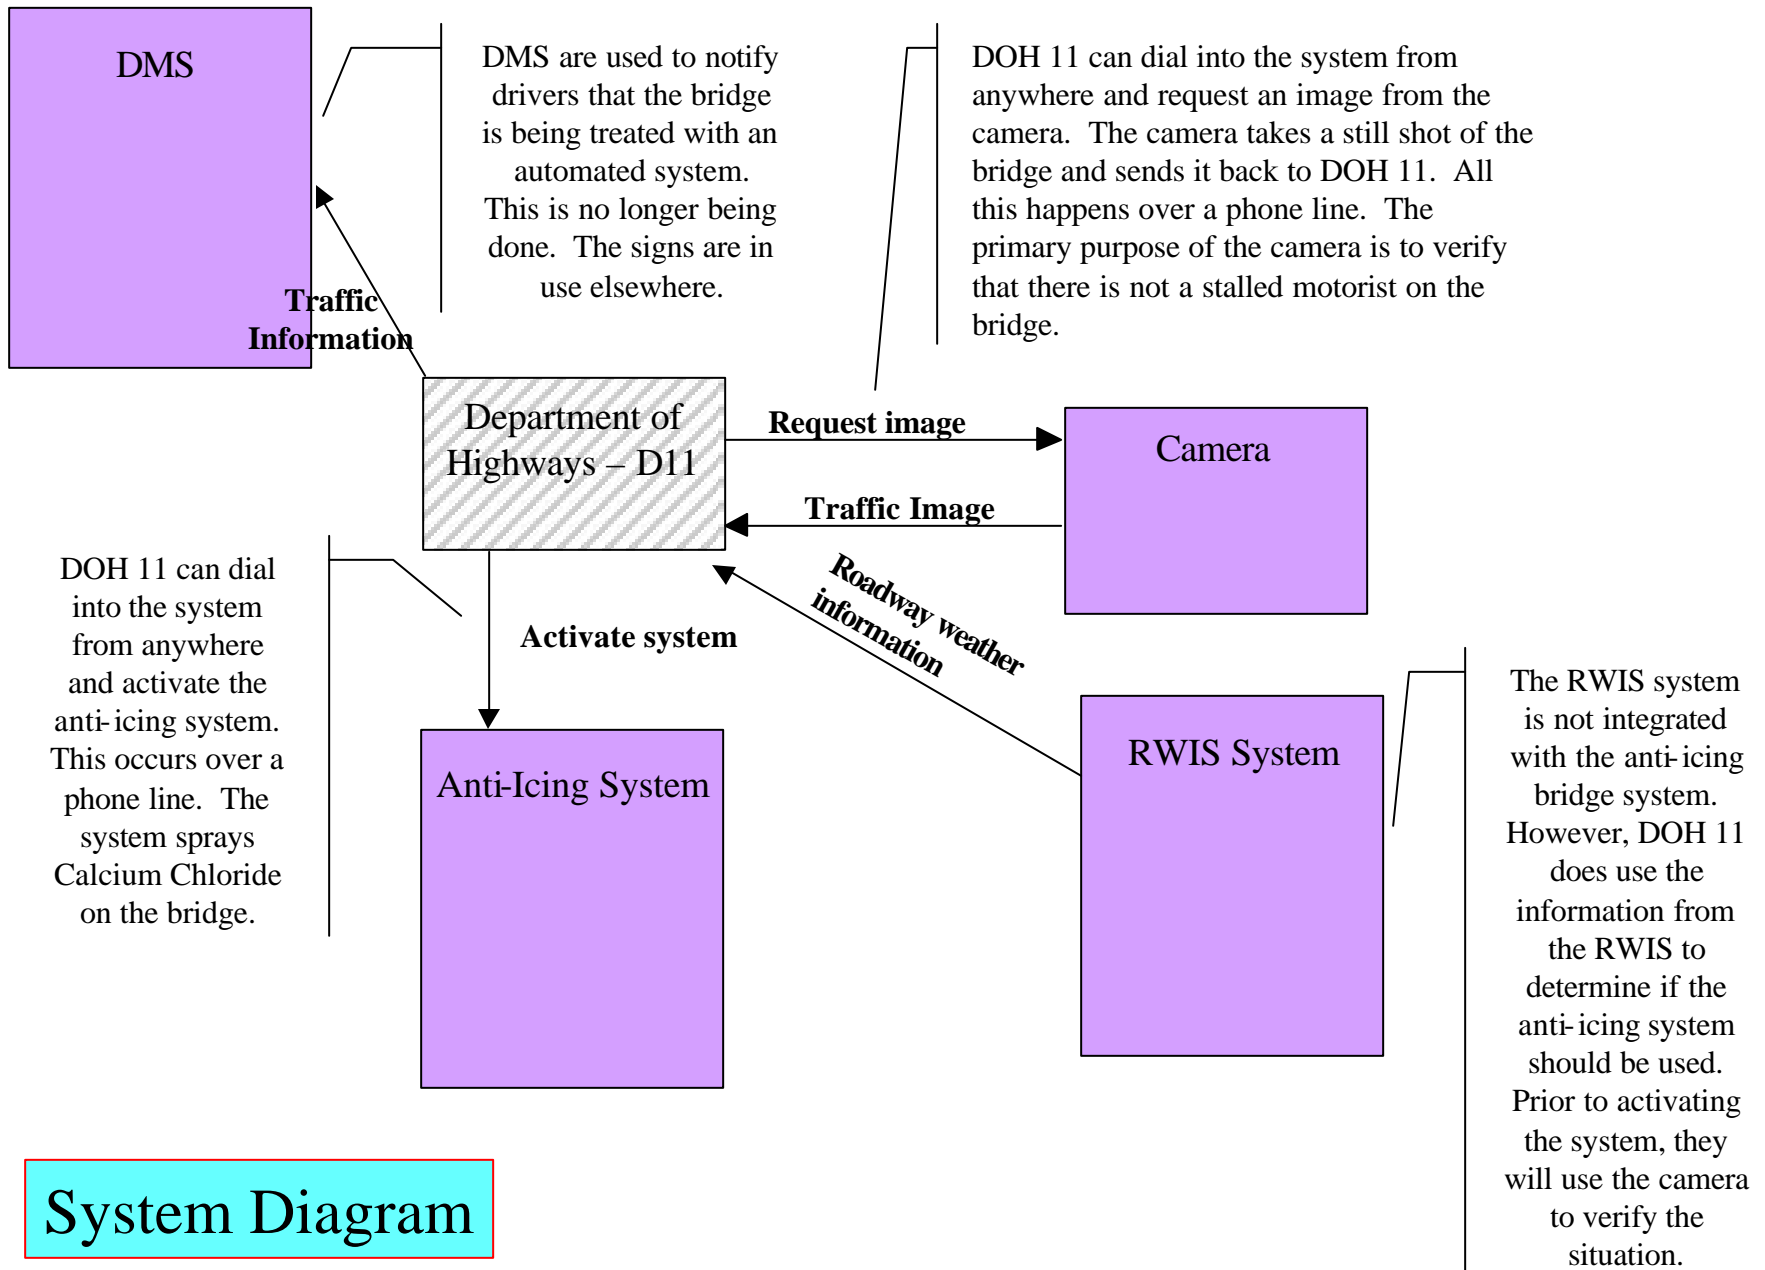 DMS
DMS are used to notify
drivers that the bridge
is being treated with an
automated system.
This is no longer being
done.  The signs are in
use elsewhere.
DOH 11 can dial into the system from
anywhere and request an image from the
camera.  The camera takes a still shot of the
bridge and sends it back to DOH 11.  All
this happens over a phone line.  The
primary purpose of the camera is to verify
that there is not a stalled motorist on the
bridge.
Traffic
Information
Department of
Highways – D11
Request image
Camera
Traffic Image
DOH 11 can dial
into the system
from anywhere
and activate the
anti-icing system.
This occurs over a
phone line.  The
system sprays
Calcium Chloride
on the bridge.
Activate system
Roadway weather
information
Anti-Icing System
RWIS System
The RWIS system
is not integrated
with the anti-icing
bridge system.
However, DOH 11
does use the
information from
the RWIS to
determine if the
anti-icing system
should be used.
Prior to activating
the system, they
will use the camera
to verify the
situation.
System Diagram